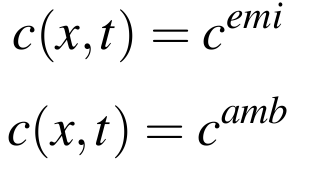 c(x,t) = c^{emi}
c(x,t) = c^{amb}